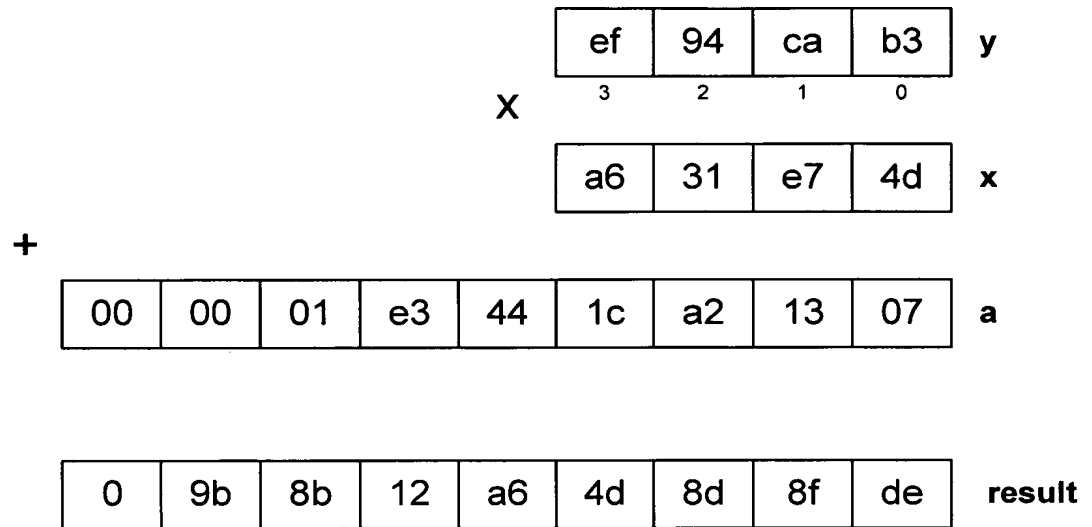 ef 94 ca b3 y
3 2 1 0
X
a6 31 e7 4d x
+
00 00 01 e3 44 1c a2 13 07 a
0 9b 8b 12 a6 4d 8d 8f de result